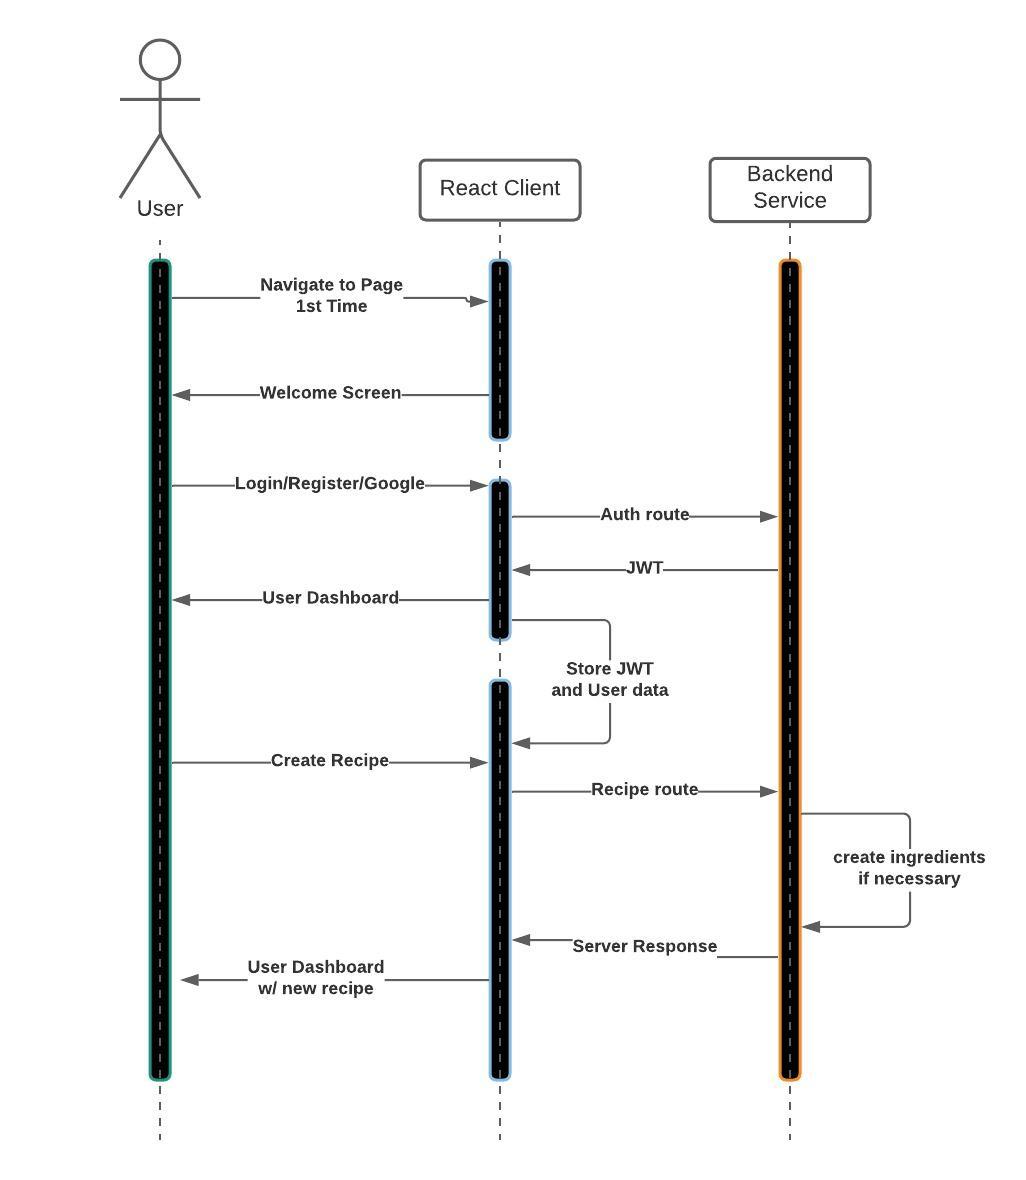 User
React Client
Backend
Service
Navigate to Page
1st Time
Welcome Screen
Login/Register/Google
Auth route
JWT
User Dashboard
Store JWT
and User data
Create Recipe
Recipe route
create ingredients
if necessary
Server Response
User Dashboard
w/ new recipe